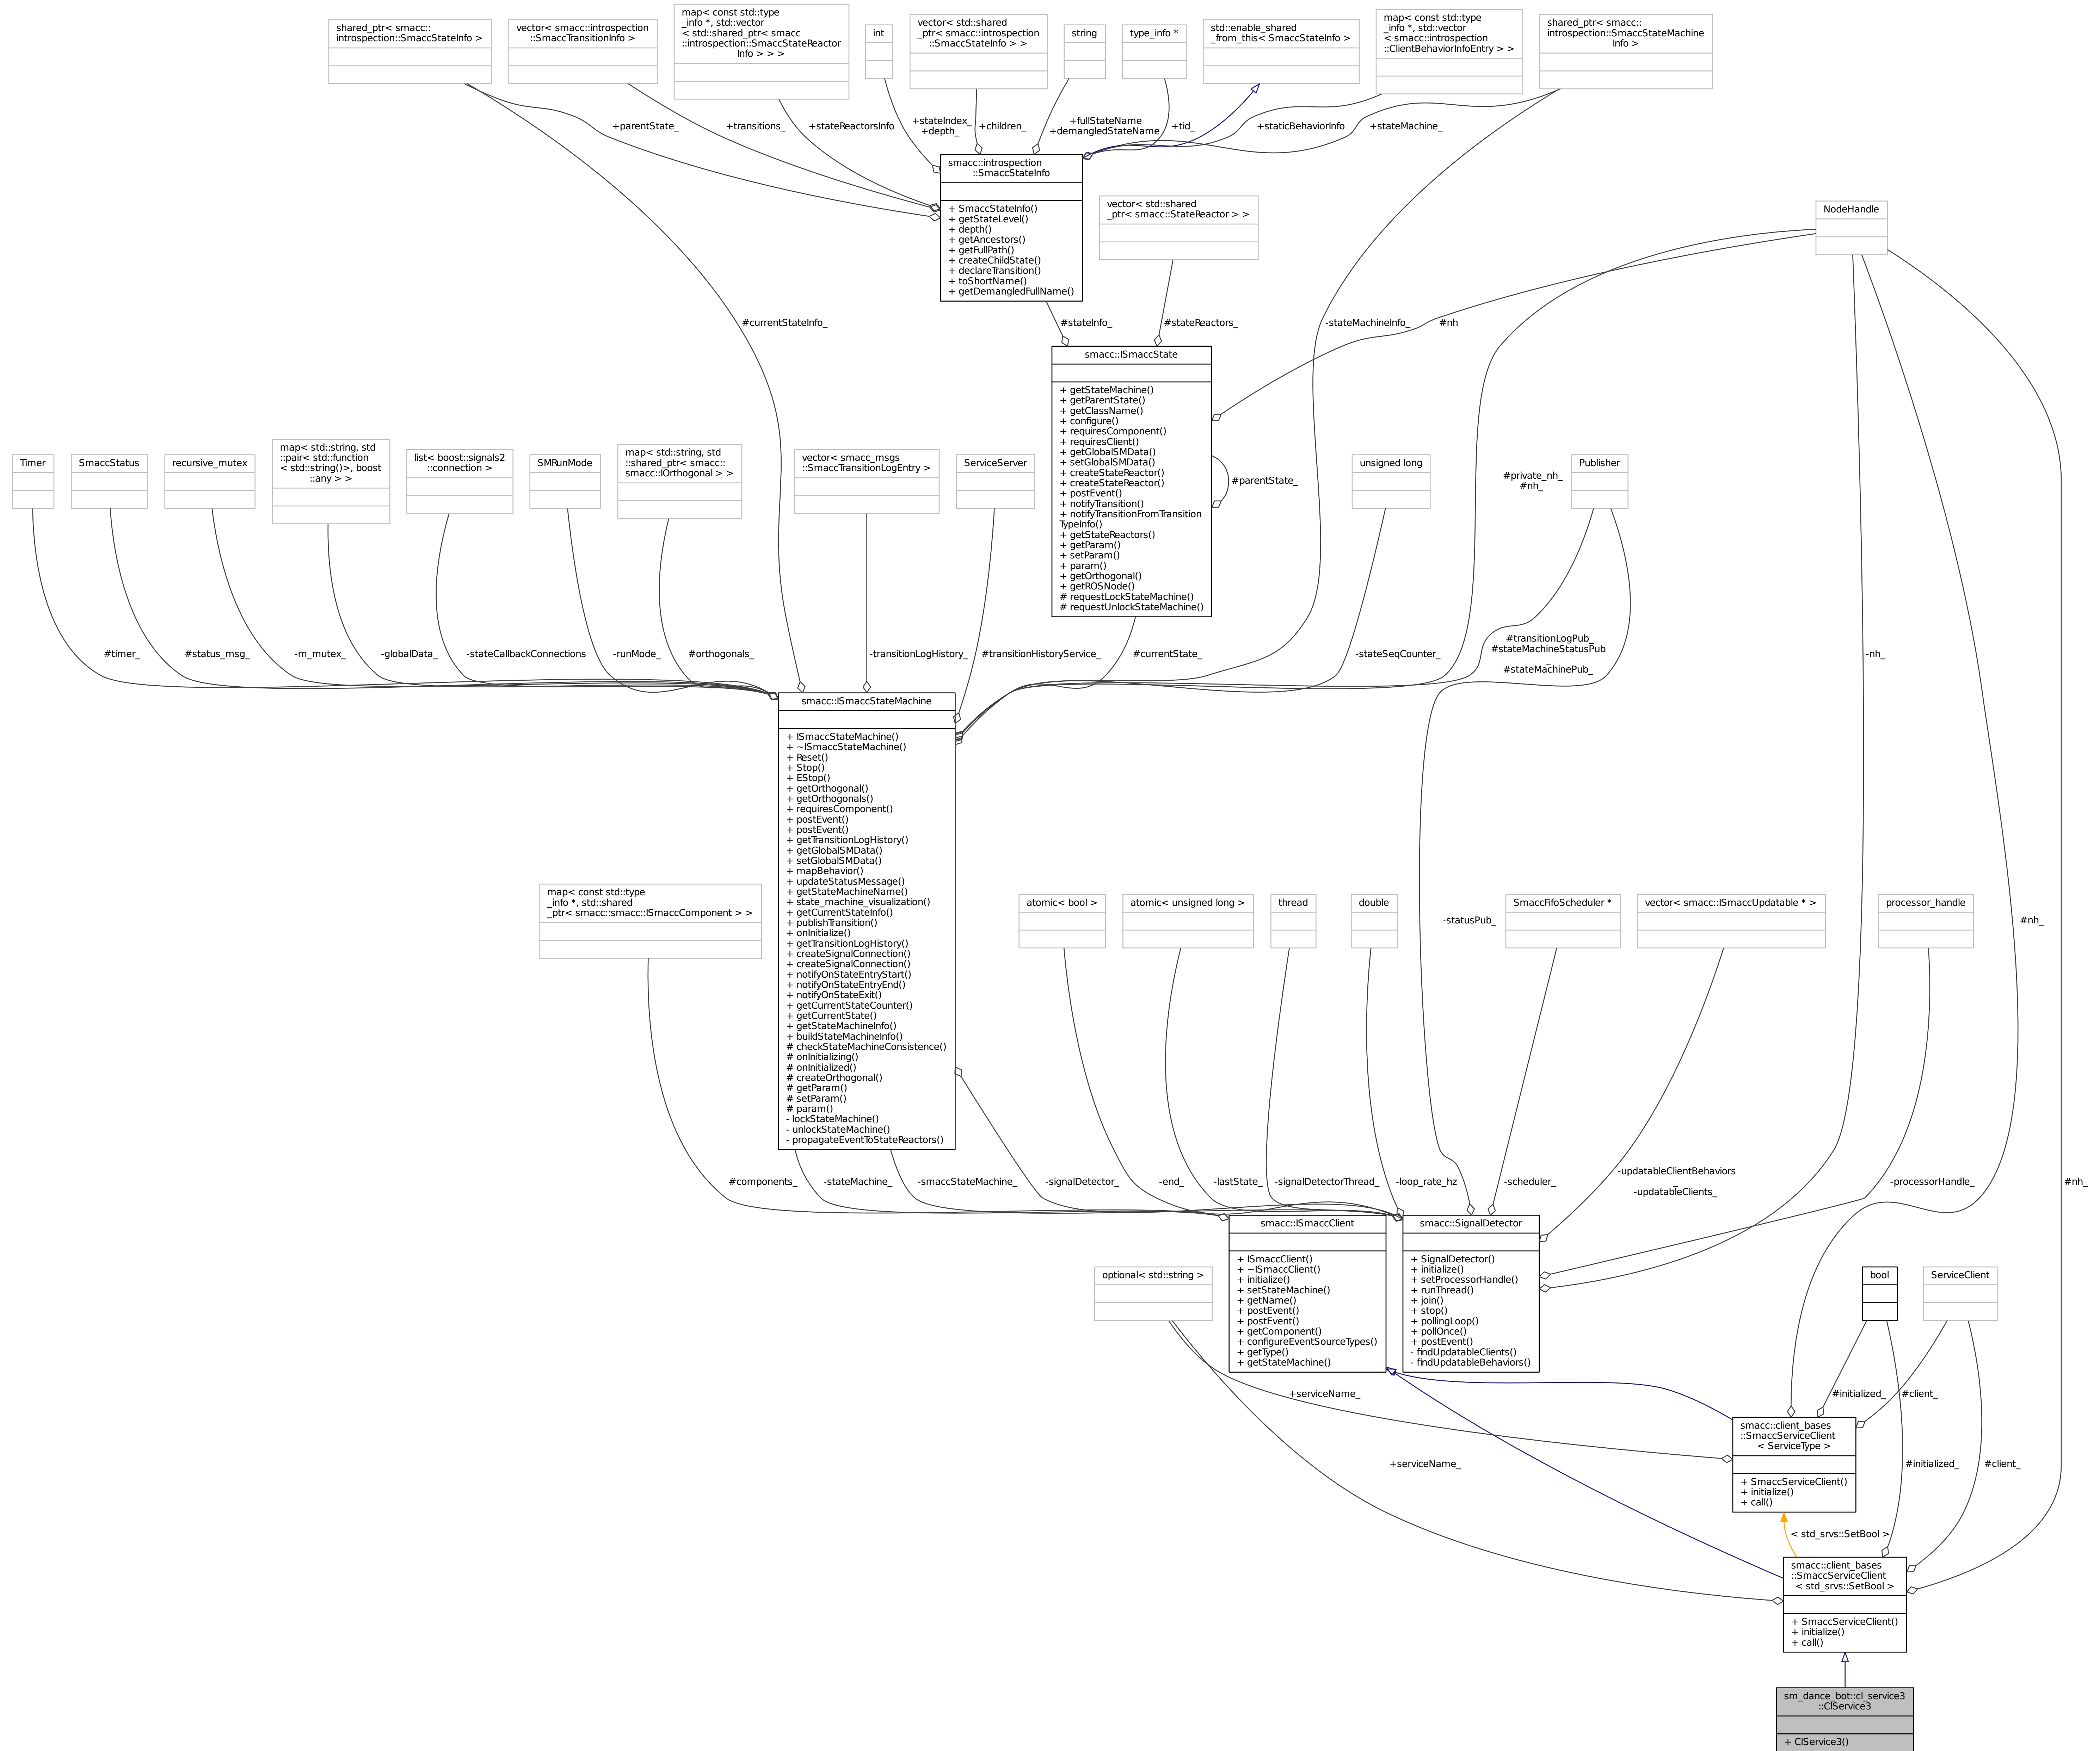 shared_ptr< smacc::
introspection::SmaccStateInfo >
vector< smacc::introspection
::SmaccTransitionInfo >
map< const std::type
_info *, std::vector
< std::shared_ptr< smacc
::introspection::SmaccStateReactor
Info > > >
int
vector< std::shared
_ptr< smacc::introspection
::SmaccStateInfo > >
string
type_info *
std::enable_shared
_from_this< SmaccStateInfo >
map< const std::type
_info *, std::vector
< smacc::introspection
::ClientBehaviorInfoEntry > >
shared_ptr< smacc::
introspection::SmaccStateMachine
Info >
+parentState_
+transitions_
+stateReactorsInfo
+stateIndex_
+depth_
+children_
+fullStateName
+demangledStateName
+tid_
+staticBehaviorInfo
+stateMachine_
smacc::introspection
::SmaccStateInfo
+ SmaccStateInfo()
+ getStateLevel()
+ depth()
+ getAncestors()
+ getFullPath()
+ createChildState()
+ declareTransition()
+ toShortName()
+ getDemangledFullName()
vector< std::shared
_ptr< smacc::StateReactor > >
NodeHandle
#currentStateInfo_
#stateInfo_
#stateReactors_
-stateMachineInfo_
#nh
smacc::ISmaccState
+ getStateMachine()
+ getParentState()
+ getClassName()
+ configure()
+ requiresComponent()
+ requiresClient()
+ getGlobalSMData()
+ setGlobalSMData()
+ createStateReactor()
+ createStateReactor()
+ postEvent()
+ notifyTransition()
+ notifyTransitionFromTransition
TypeInfo()
+ getStateReactors()
+ getParam()
+ setParam()
+ param()
+ getOrthogonal()
+ getROSNode()
# requestLockStateMachine()
# requestUnlockStateMachine()
#parentState_
Timer
SmaccStatus
recursive_mutex
map< std::string, std
::pair< std::function
< std::string()>, boost
::any > >
list< boost::signals2
::connection >
SMRunMode
map< std::string, std
::shared_ptr< smacc::
smacc::IOrthogonal > >
vector< smacc_msgs
::SmaccTransitionLogEntry >
ServiceServer
unsigned long
#private_nh_
#nh_
Publisher
#timer_
#status_msg_
-m_mutex_
-globalData_
-stateCallbackConnections
-runMode_
#orthogonals_
-transitionLogHistory_
#transitionHistoryService_
#currentState_
-stateSeqCounter_
#transitionLogPub_
#stateMachineStatusPub
_
#stateMachinePub_
-nh_
smacc::ISmaccStateMachine
+ ISmaccStateMachine()
+ ~ISmaccStateMachine()
+ Reset()
+ Stop()
+ EStop()
+ getOrthogonal()
+ getOrthogonals()
+ requiresComponent()
+ postEvent()
+ postEvent()
+ getTransitionLogHistory()
+ getGlobalSMData()
+ setGlobalSMData()
+ mapBehavior()
+ updateStatusMessage()
+ getStateMachineName()
+ state_machine_visualization()
+ getCurrentStateInfo()
+ publishTransition()
+ onInitialize()
+ getTransitionLogHistory()
+ createSignalConnection()
+ createSignalConnection()
+ notifyOnStateEntryStart()
+ notifyOnStateEntryEnd()
+ notifyOnStateExit()
+ getCurrentStateCounter()
+ getCurrentState()
+ getStateMachineInfo()
+ buildStateMachineInfo()
# checkStateMachineConsistence()
# onInitializing()
# onInitialized()
# createOrthogonal()
# getParam()
# setParam()
# param()
- lockStateMachine()
- unlockStateMachine()
- propagateEventToStateReactors()
map< const std::type
_info *, std::shared
_ptr< smacc::smacc::ISmaccComponent > >
atomic< bool >
atomic< unsigned long >
thread
double
-statusPub_
SmaccFifoScheduler *
vector< smacc::ISmaccUpdatable * >
processor_handle
#nh_
#components_
-stateMachine_
-smaccStateMachine_
-signalDetector_
-end_
-lastState_
-signalDetectorThread_
-loop_rate_hz
-scheduler_
-updatableClientBehaviors
_
-updatableClients_
-processorHandle_
#nh_
smacc::ISmaccClient
+ ISmaccClient()
+ ~ISmaccClient()
+ initialize()
+ setStateMachine()
+ getName()
+ postEvent()
+ postEvent()
+ getComponent()
+ configureEventSourceTypes()
+ getType()
+ getStateMachine()
smacc::SignalDetector
+ SignalDetector()
+ initialize()
+ setProcessorHandle()
+ runThread()
+ join()
+ stop()
+ pollingLoop()
+ pollOnce()
+ postEvent()
- findUpdatableClients()
- findUpdatableBehaviors()
optional< std::string >
bool
ServiceClient
+serviceName_
#initialized_
#client_
smacc::client_bases
::SmaccServiceClient
< ServiceType >
+ SmaccServiceClient()
+ initialize()
+ call()
+serviceName_
#initialized_
#client_
< std_srvs::SetBool >
smacc::client_bases
::SmaccServiceClient
< std_srvs::SetBool >
+ SmaccServiceClient()
+ initialize()
+ call()
sm_dance_bot::cl_service3
::ClService3
+ ClService3()